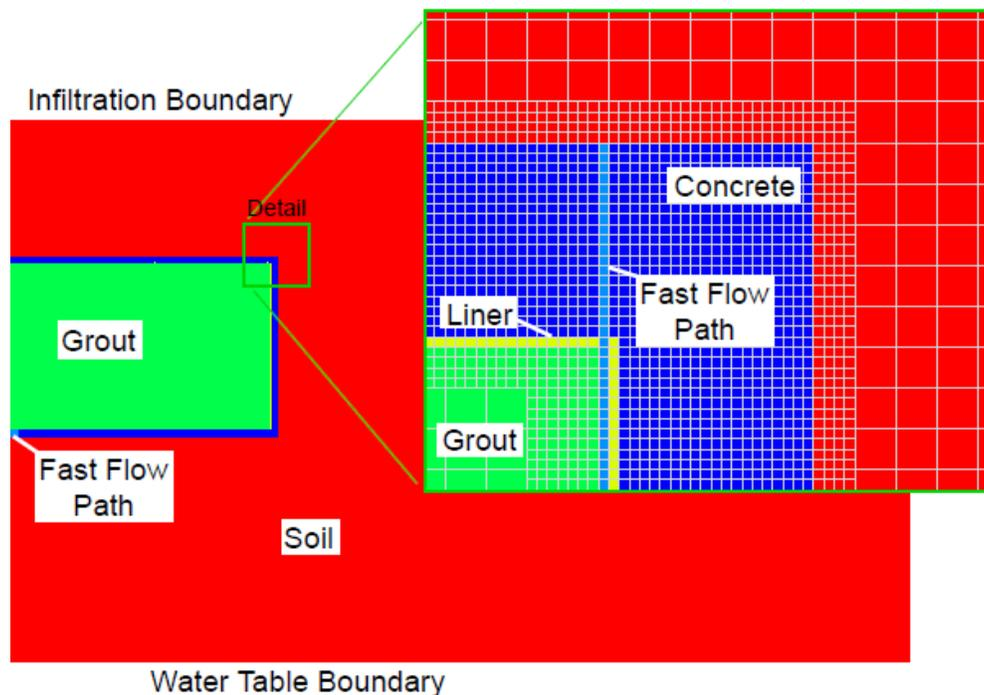 Infiltration Boundary
Detail
Concrete
Fast Flow
Path
Liner
Grout
Grout
Fast Flow
Path
Soil
Water Table Boundary